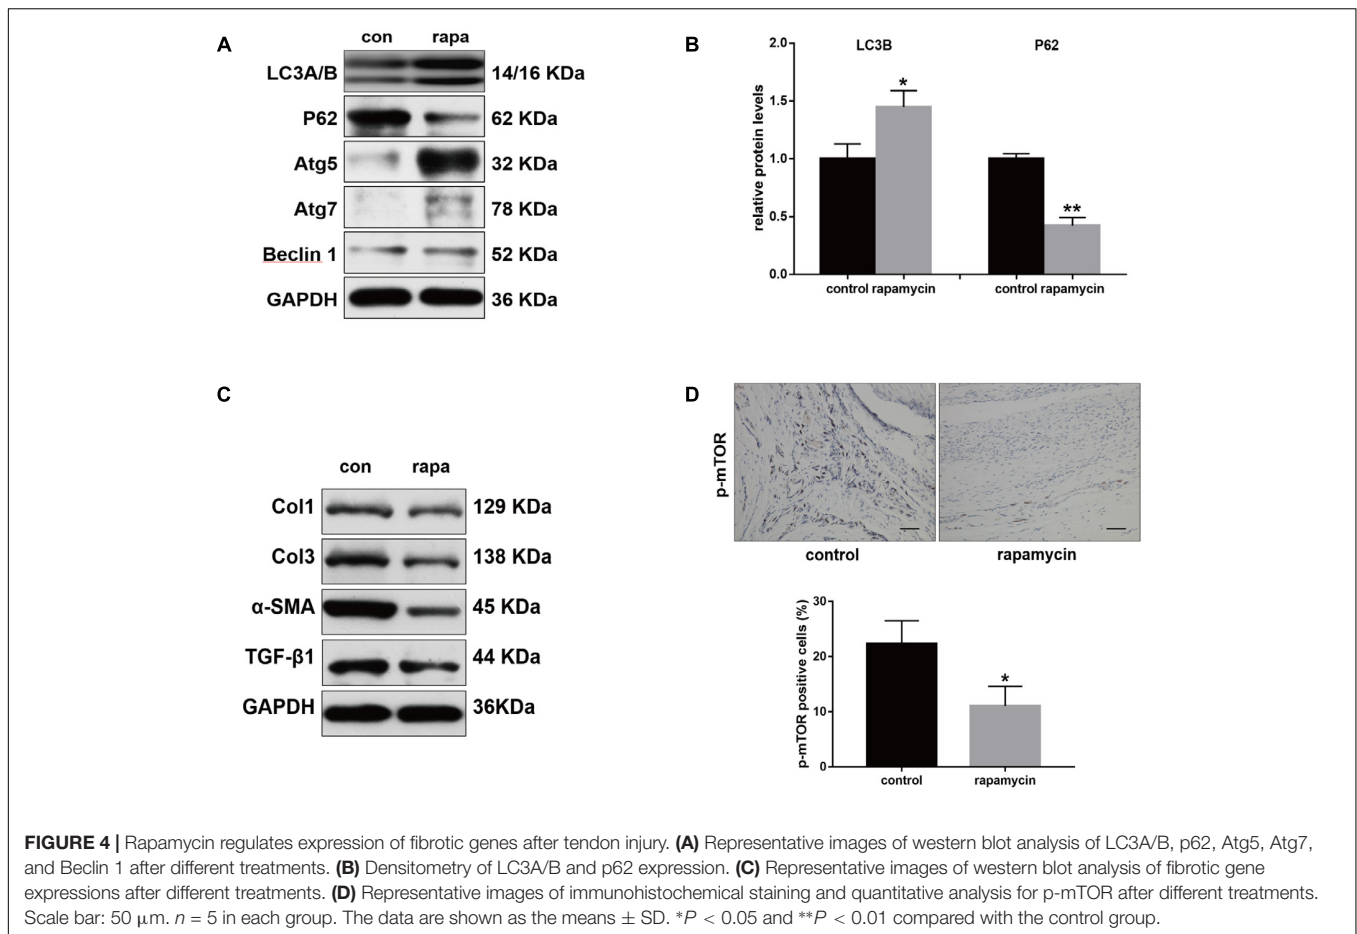 A
con rapa
LC3A/B 14/16 KDa
P62 62 KDa
Atg5 32 KDa
Atg7 78 KDa
Beclin 1 52 KDa
GAPDH 36 KDa
B
LC3B P62
relative protein levels
2.0
1.5
1.0
0.5
0.0
* **
control rapamycin control rapamycin
C
con rapa
Col1 129 KDa
Col3 138 KDa
α-SMA 45 KDa
TGF-β1 44 KDa
GAPDH 36KDa
D
p-mTOR
control rapamycin
p-mTOR positive cells (%)
30
20
10
0
*
control rapamycin
FIGURE 4 | Rapamycin regulates expression of fibrotic genes after tendon injury. (A) Representative images of western blot analysis of LC3A/B, p62, Atg5, Atg7,
and Beclin 1 after different treatments. (B) Densitometry of LC3A/B and p62 expression. (C) Representative images of western blot analysis of fibrotic gene
expressions after different treatments. (D) Representative images of immunohistochemical staining and quantitative analysis for p-mTOR after different treatments.
Scale bar: 50 μm. n = 5 in each group. The data are shown as the means ± SD. *P < 0.05 and **P < 0.01 compared with the control group.